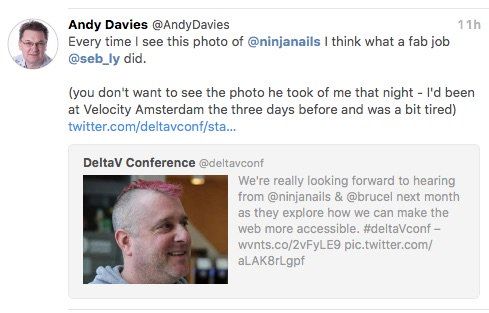 Andy Davies @AndyDavies 11h
Every time I see this photo of @ninjanails I think what a fab job
@seb_ly did.
(you don't want to see the photo he took of me that night - I'd been
at Velocity Amsterdam the three days before and was a bit tired)
twitter.com/deltavconf/sta...
DeltaV Conference @deltavconf
We're really looking forward to hearing
from @ninjanails & @brucel next month
as they explore how we can make the
web more accessible. #deltaVconf –
wvnts.co/2vFyLE9 pic.twitter.com/
aLAK8rLgpf